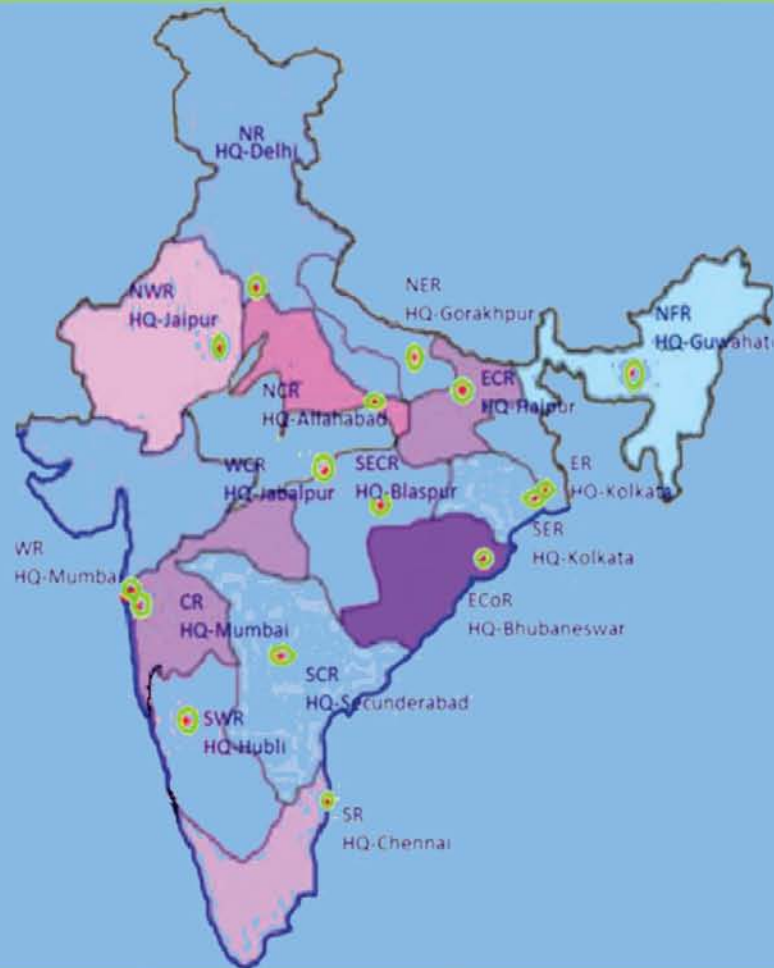 NR
HQ-Delhi
NWR
HQ-Jaipur
NER
HQ-Gorakhpur
NFR
HQ-Guwahat
NCR
HQ-Allahabad
ECR
WCR
HQ-Jabalpur
SECR
HQ-Blaspur
ER
HQ-Kolkata
SER
HQ-Kolkata
WR
HQ-Mumbai
CR
HQ-Mumbai
ECoR
HQ-Bhubaneswar
SCR
HQ-Secunderabad
SWR
HQ-Hubli
SR
HQ-Chennai